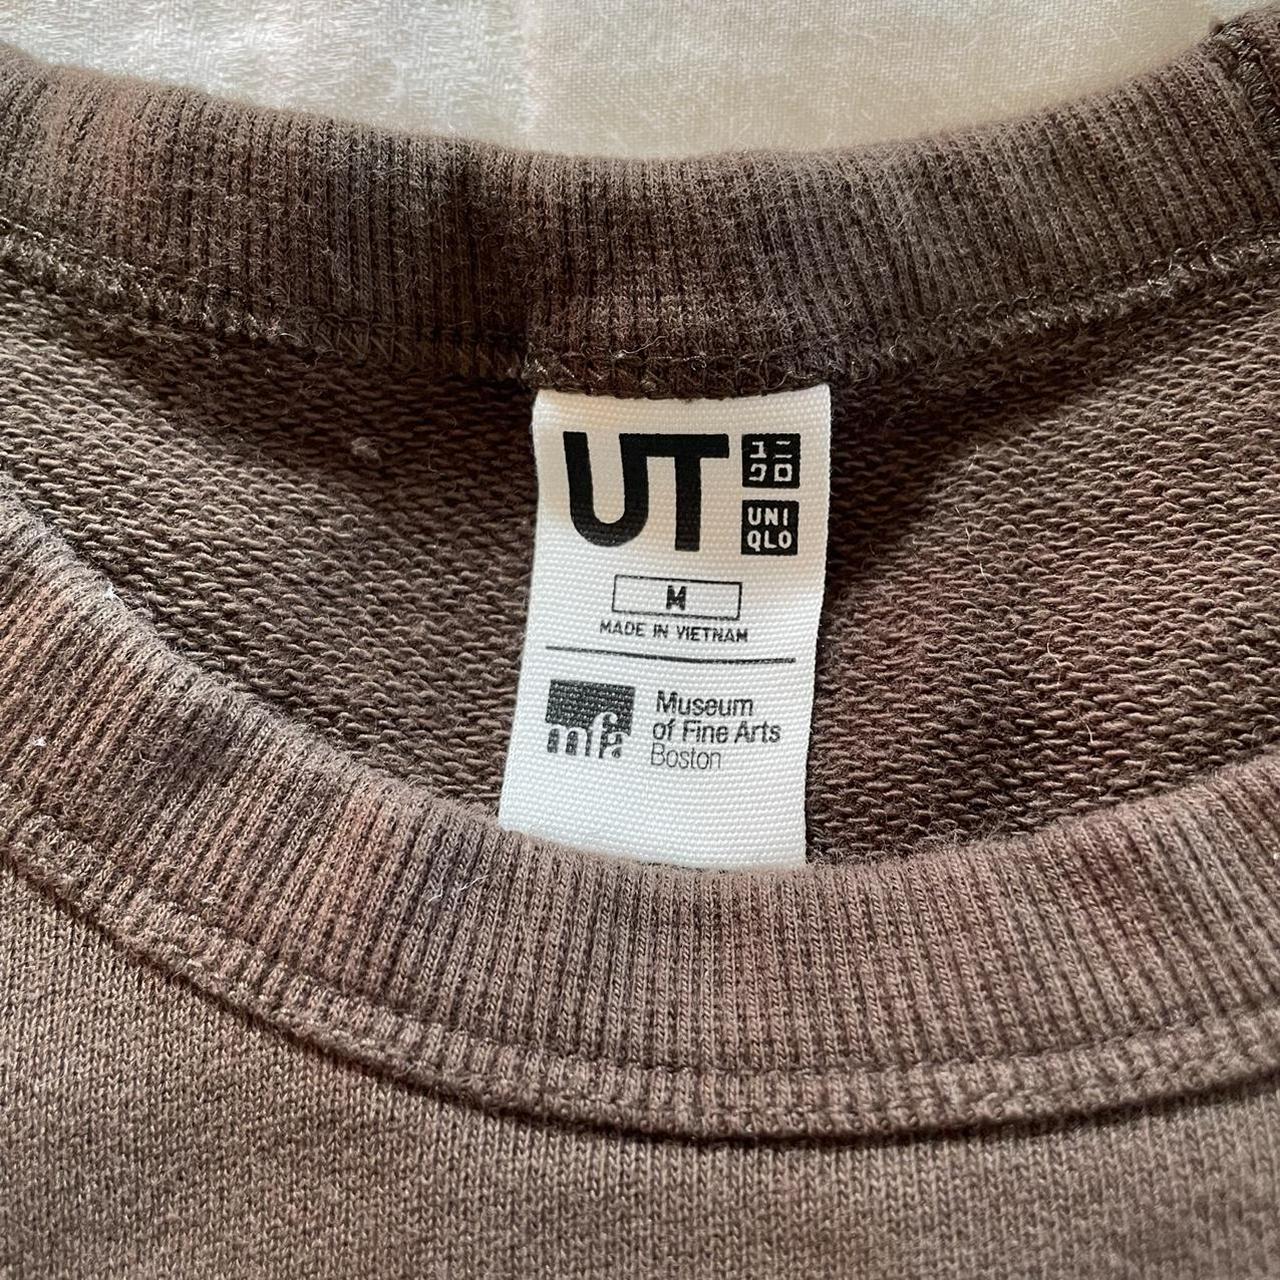 UT
ユニ
クロ
UNI
QLO
M
MADE IN VIETNAM
mfa
Museum
of Fine Arts
Boston